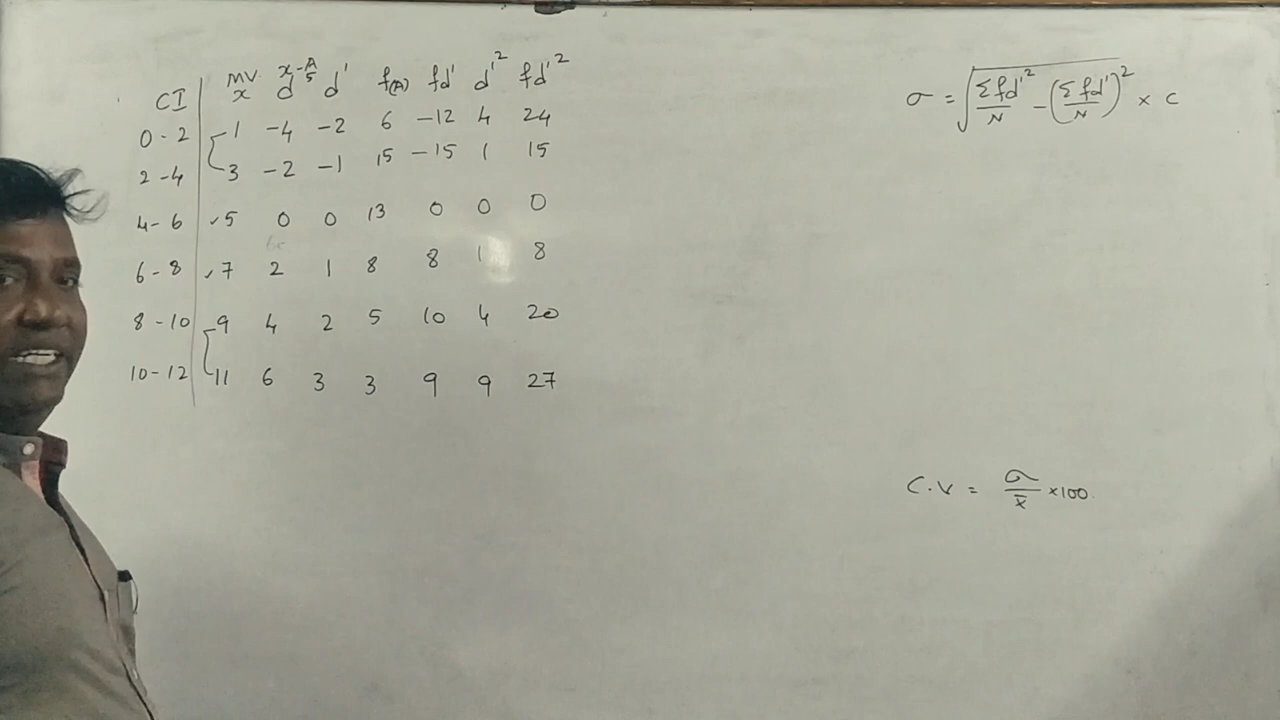 CI MV x x-A 5 d d' f(A) fd' d'² fd'²
0-2 1 -4 -2 6 -12 4 24
2-4 3 -2 -1 15 -15 1 15
4-6 5 0 0 13 0 0 0
6-8 7 2 1 8 8 1 8
8-10 9 4 2 5 10 4 20
10-12 11 6 3 3 9 9 27
σ = √(Σfd'²/N - (Σfd'/N)²) × C
C.V = σ/x̄ ×100.